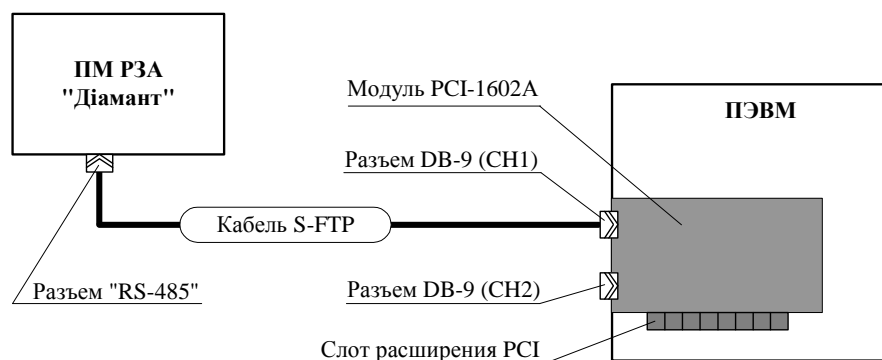 ПМ РЗА
"Діамант"
Модуль PCI-1602A
ПЭВМ
Разъем DB-9 (CH1)
Кабель S-FTP
Разъем "RS-485"
Разъем DB-9 (CH2)
Слот расширения PCI